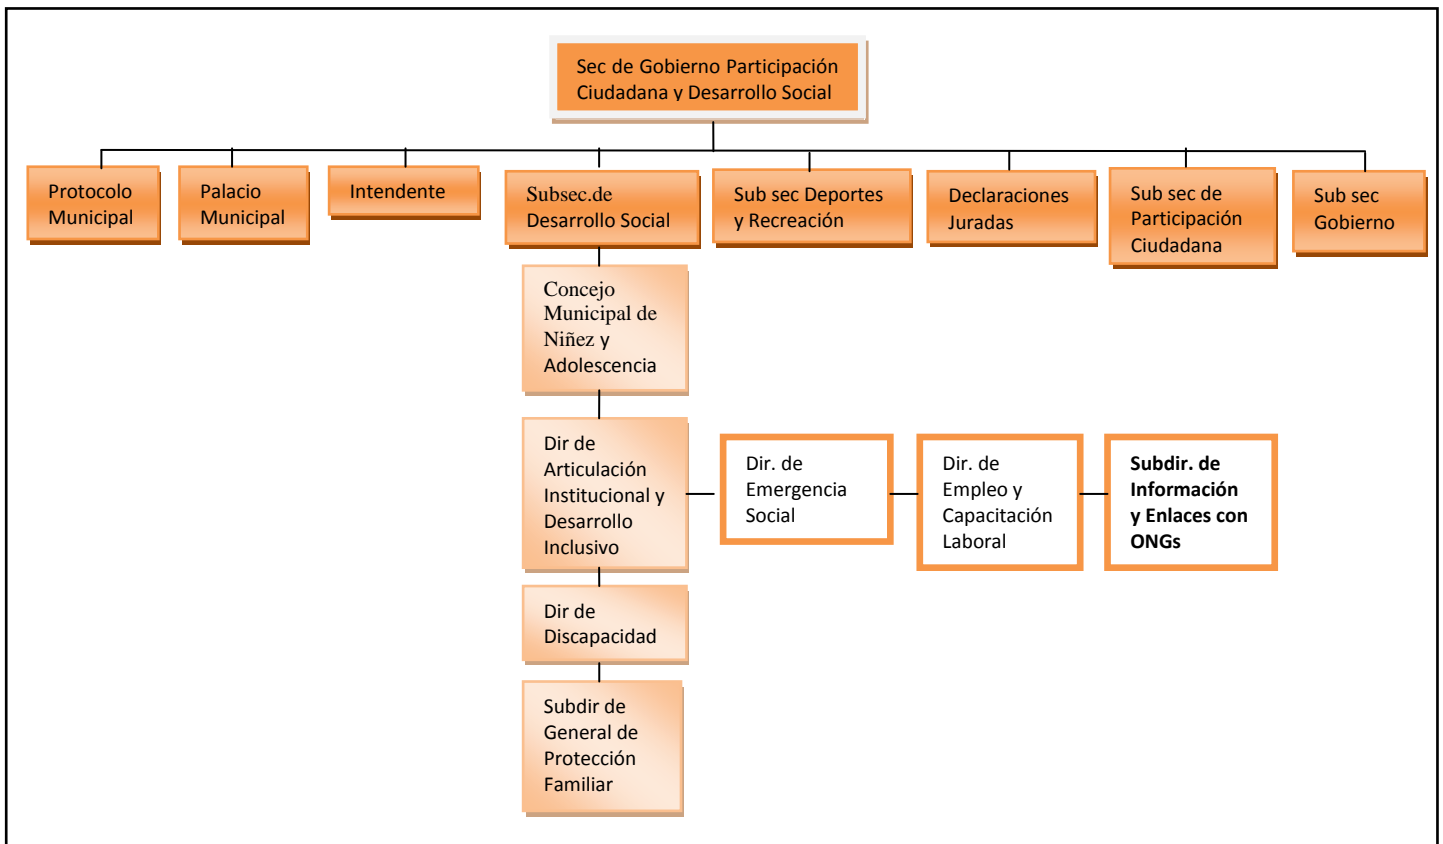 Sec de Gobierno Participación
Ciudadana y Desarrollo Social
Protocolo
Municipal
Palacio
Municipal
Intendente
Subsec.de
Desarrollo Social
Sub sec Deportes
y Recreación
Declaraciones
Juradas
Sub sec de
Participación
Ciudadana
Sub sec
Gobierno
Concejo
Municipal de
Niñez y
Adolescencia
Dir de
Articulación
Institucional y
Desarrollo
Inclusivo
Dir. de
Emergencia
Social
Dir. de
Empleo y
Capacitación
Laboral
Subdir. de
Información
y Enlaces con
ONGs
Dir de
Discapacidad
Subdir de
General de
Protección
Familiar